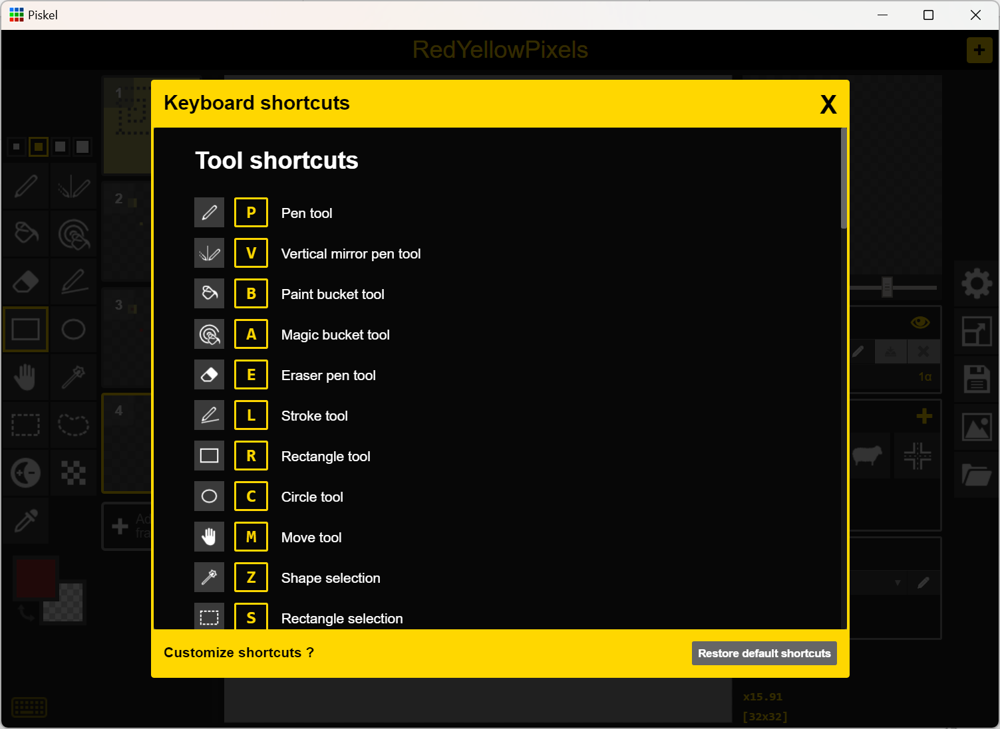 Piskel
RedYellowPixels
Keyboard shortcuts
X
Tool shortcuts
P Pen tool
V Vertical mirror pen tool
B Paint bucket tool
A Magic bucket tool
E Eraser pen tool
L Stroke tool
R Rectangle tool
C Circle tool
M Move tool
Z Shape selection
S Rectangle selection
Customize shortcuts ?
Restore default shortcuts
1
2
3
4
Ad
fra
1α
x15.91
[32x32]